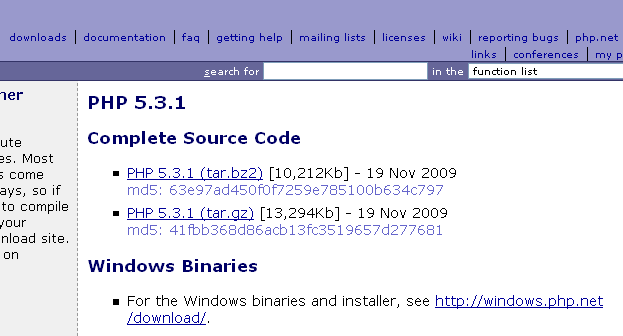 downloads | documentation | faq | getting help | mailing lists | licenses | wiki | reporting bugs | php.net
links | conferences | my p
search for in the function list
ner
ute
es. Most
s come
ays, so if
to compile
your
nload site.
on
PHP 5.3.1
Complete Source Code
PHP 5.3.1 (tar.bz2) [10,212Kb] - 19 Nov 2009
md5: 63e97ad450f0f7259e785100b634c797
PHP 5.3.1 (tar.gz) [13,294Kb] - 19 Nov 2009
md5: 41fbb368d86acb13fc3519657d277681
Windows Binaries
For the Windows binaries and installer, see http://windows.php.net
/download/.